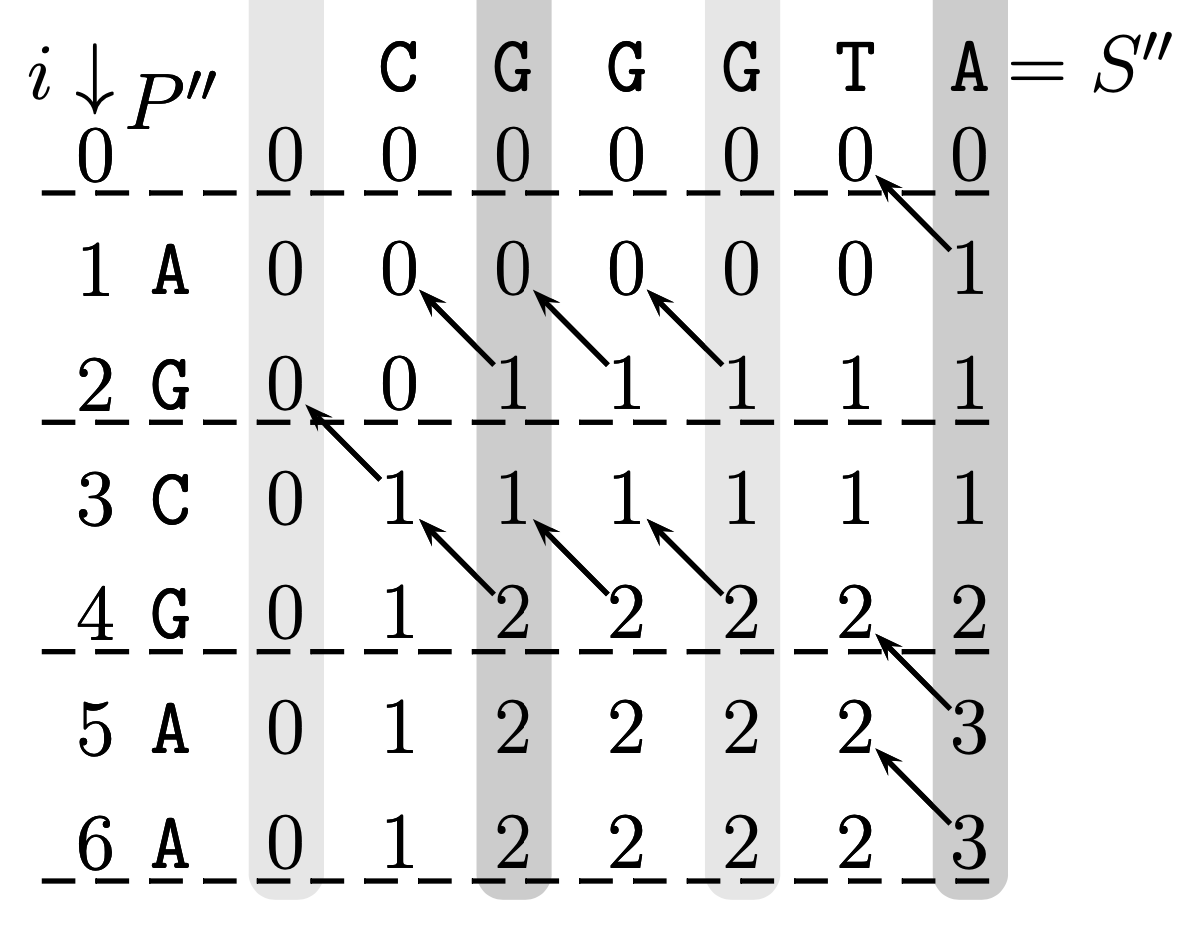 C G G G T A = S″
i ↓ P″
0 0 0 0 0 0 0 0
1 A 0 0 0 0 0 0 1
2 G 0 0 1 1 1 1 1
3 C 0 1 1 1 1 1 1
4 G 0 1 2 2 2 2 2
5 A 0 1 2 2 2 2 3
6 A 0 1 2 2 2 2 3